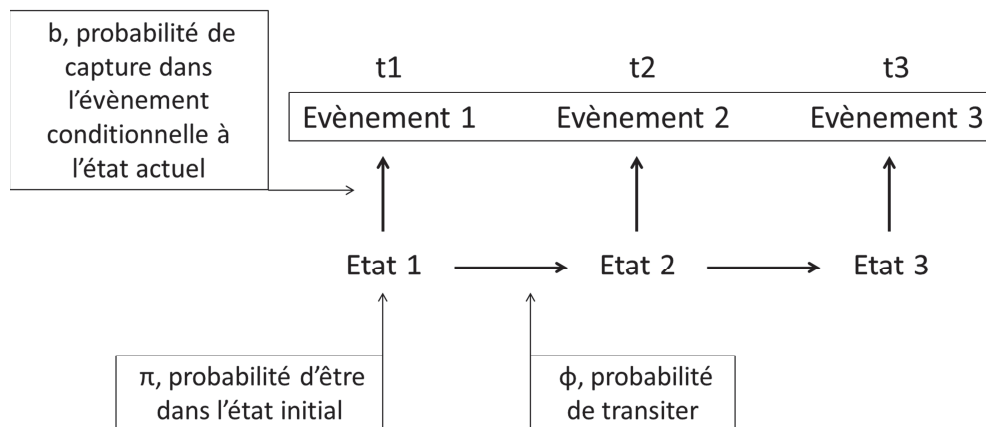 b, probabilité de
capture dans
l'évènement
conditionnelle à
l'état actuel
t1 t2 t3
Evènement 1 Evènement 2 Evènement 3
Etat 1 Etat 2 Etat 3
π, probabilité d'être
dans l'état initial
ϕ, probabilité
de transiter